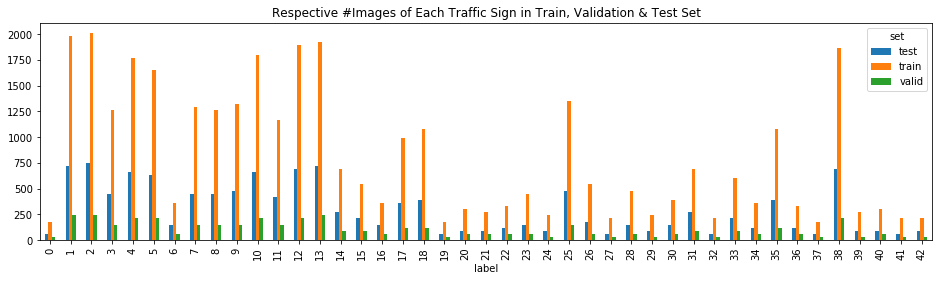 Respective #Images of Each Traffic Sign in Train, Validation & Test Set
set
test
train
valid
2000
1750
1500
1250
1000
750
500
250
0
0 1 2 3 4 5 6 7 8 9 10 11 12 13 14 15 16 17 18 19 20 21 22 23 24 25 26 27 28 29 30 31 32 33 34 35 36 37 38 39 40 41 42
label